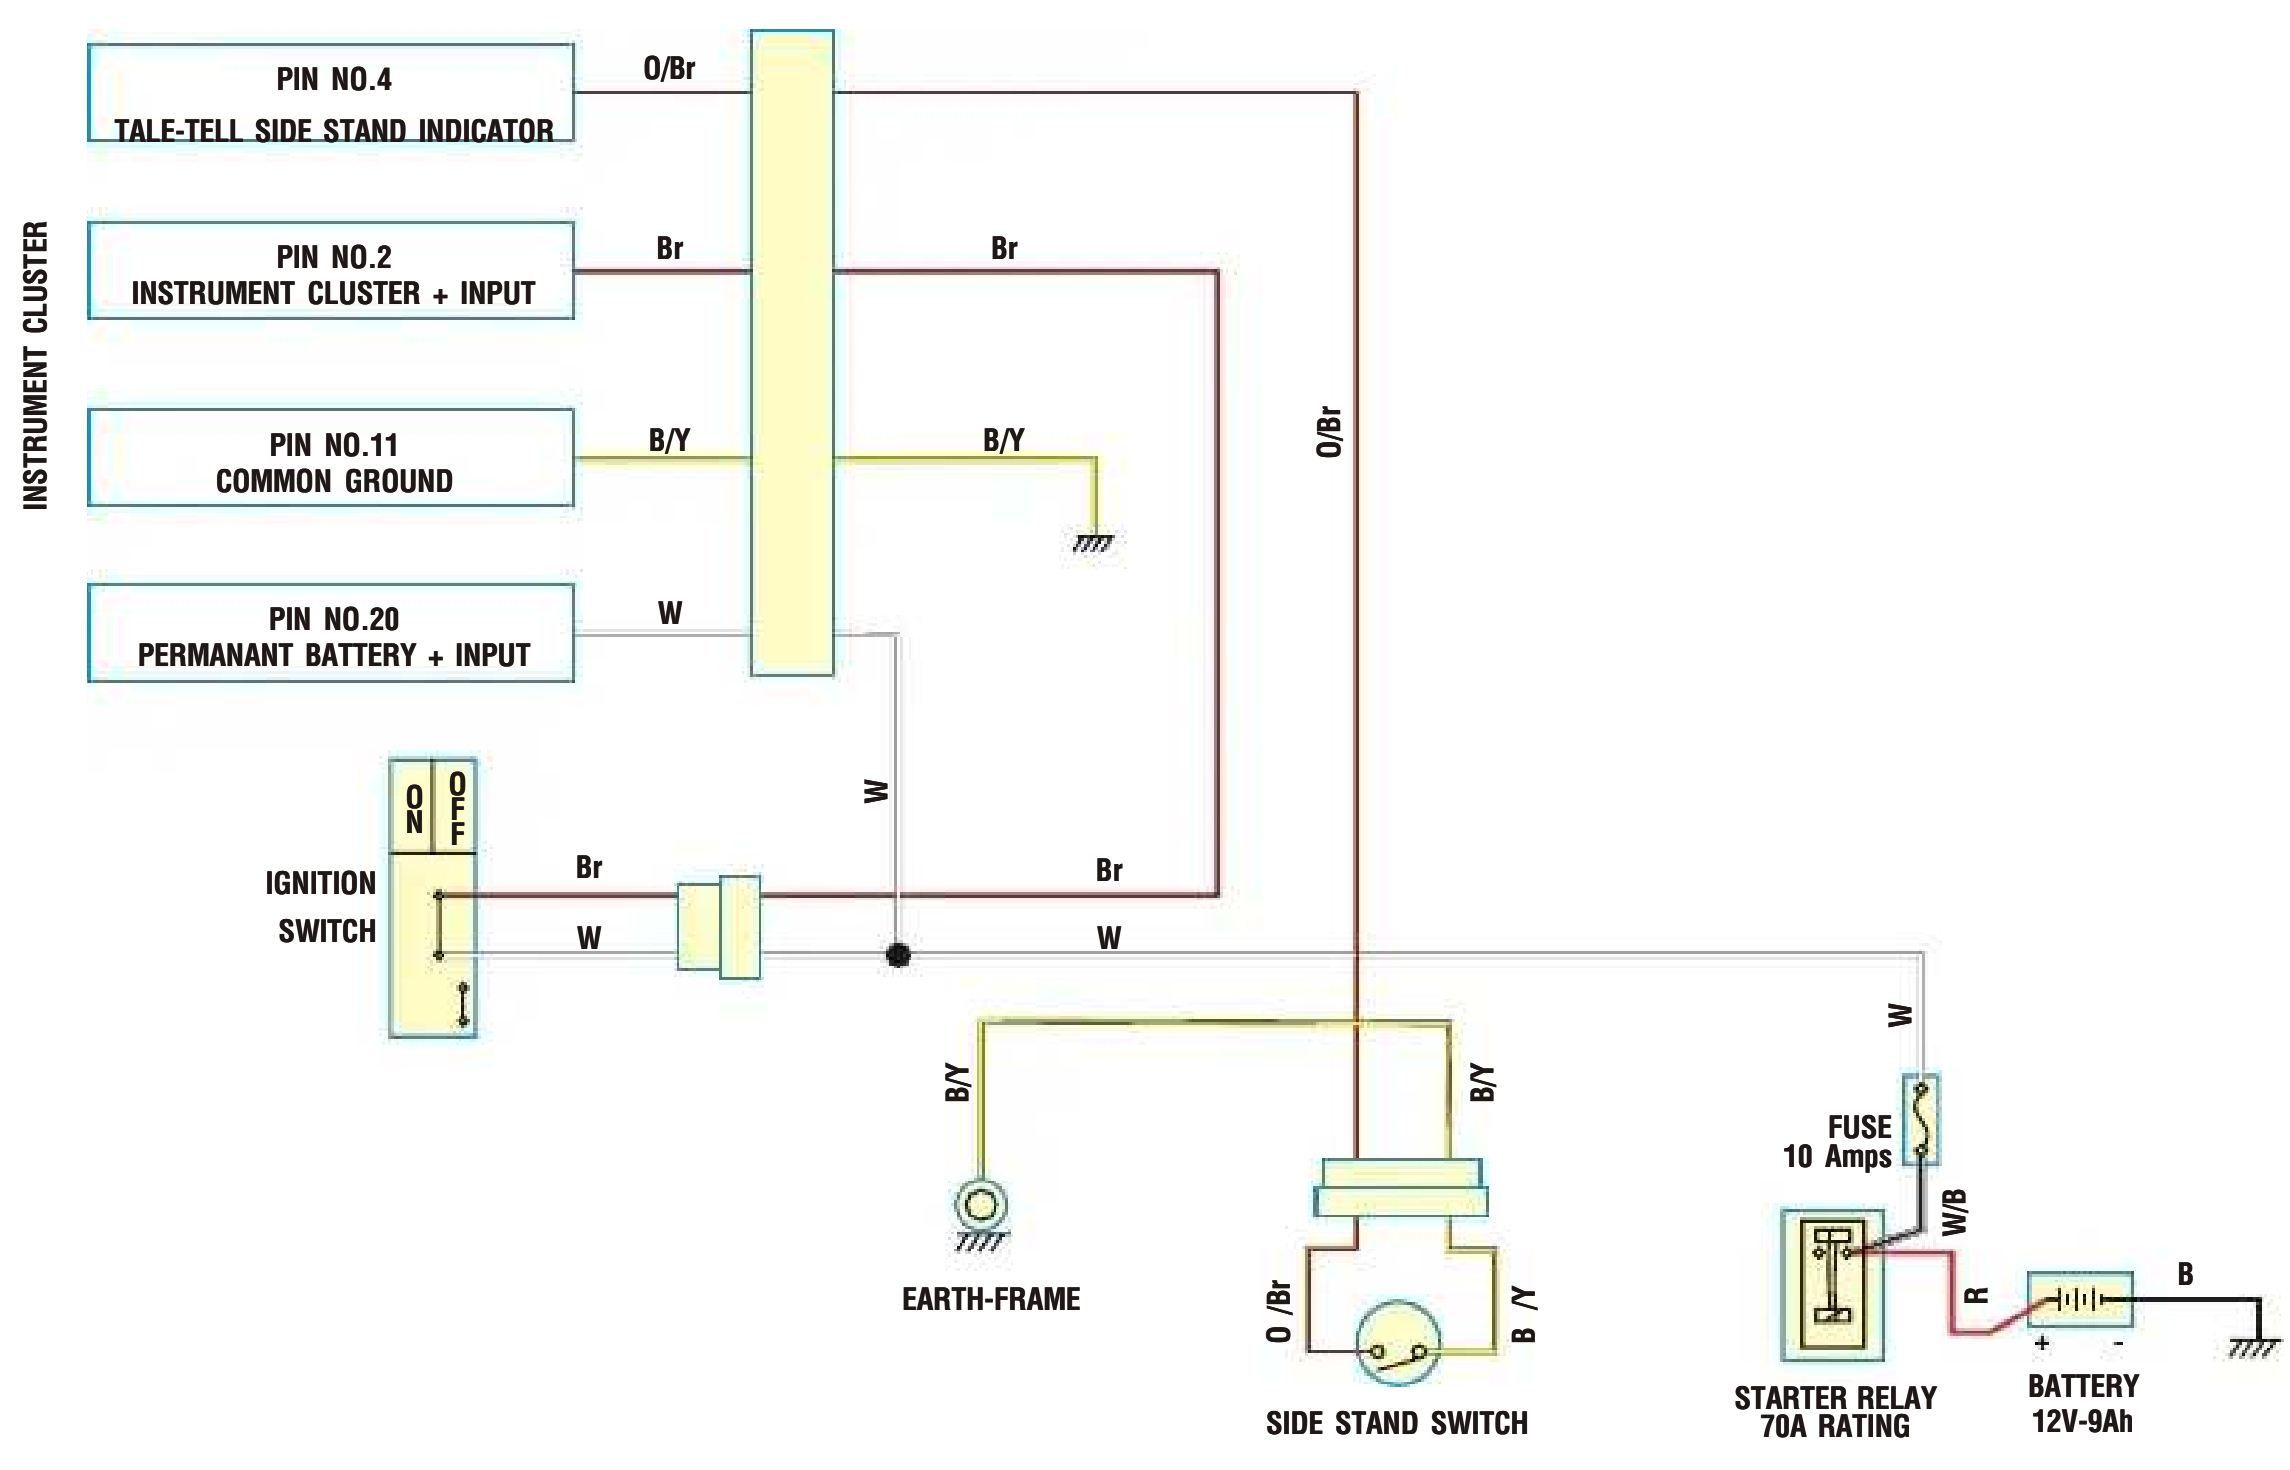 INSTRUMENT CLUSTER
PIN NO.4
TALE-TELL SIDE STAND INDICATOR
O/Br
PIN NO.2
INSTRUMENT CLUSTER + INPUT
Br
Br
PIN NO.11
COMMON GROUND
B/Y
B/Y
O/Br
PIN NO.20
PERMANANT BATTERY + INPUT
W
W
ON
OFF
IGNITION
SWITCH
Br
Br
W
W
W
B/Y
B/Y
FUSE
10 Amps
W/B
EARTH-FRAME
O /Br
B /Y
SIDE STAND SWITCH
R
B
+
-
STARTER RELAY
70A RATING
BATTERY
12V-9Ah